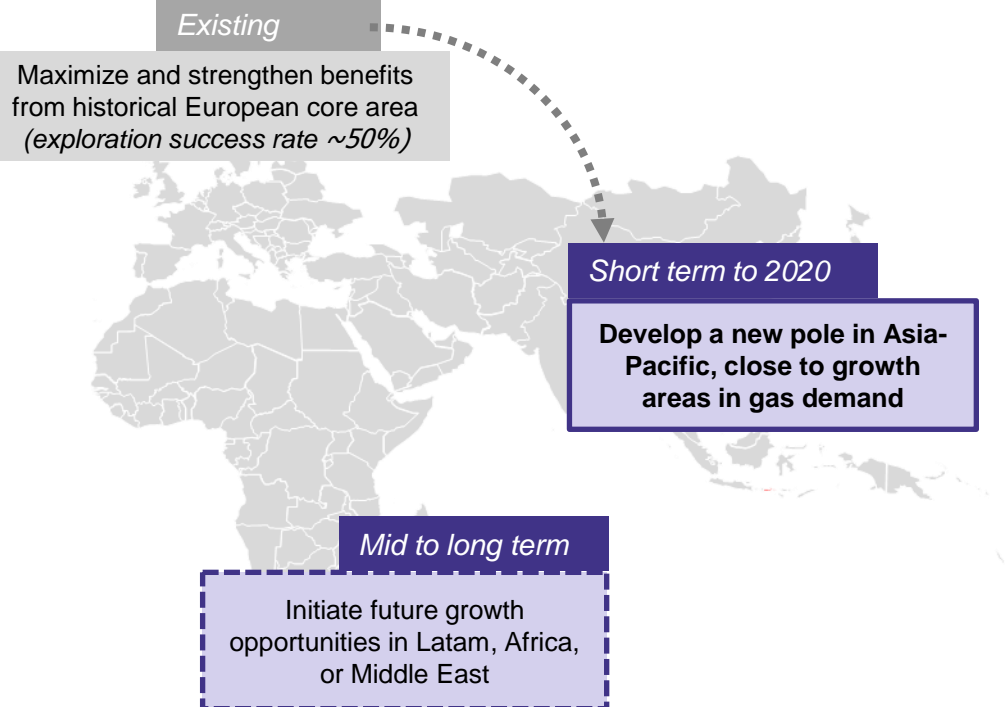 Existing
Maximize and strengthen benefits
from historical European core area
(exploration success rate ~50%)
Short term to 2020
Develop a new pole in Asia-
Pacific, close to growth
areas in gas demand
Mid to long term
Initiate future growth
opportunities in Latam, Africa,
or Middle East